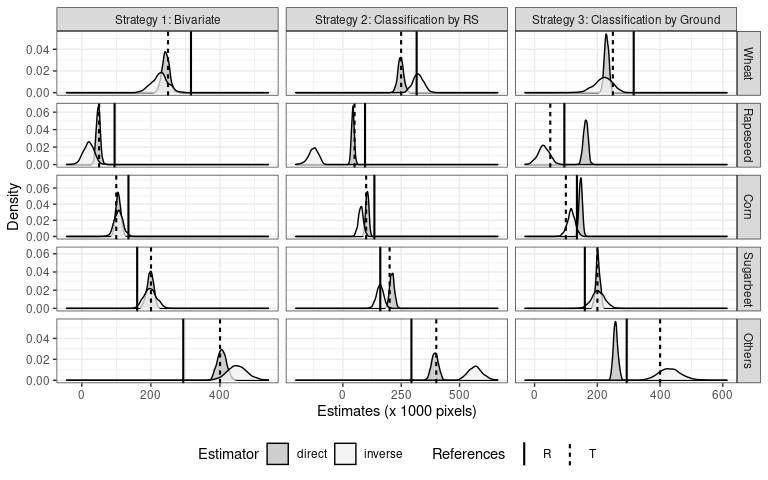 Strategy 1: Bivariate Strategy 2: Classification by RS Strategy 3: Classification by Ground
Density
0.04
0.02
0.00
Wheat
0.06
0.04
0.02
0.00
Rapeseed
0.06
0.04
0.02
0.00
Corn
0.06
0.04
0.02
0.00
Sugarbeet
0.04
0.02
0.00
Others
0 200 400 0 250 500 0 200 400 600
Estimates (x 1000 pixels)
Estimator direct inverse References R T